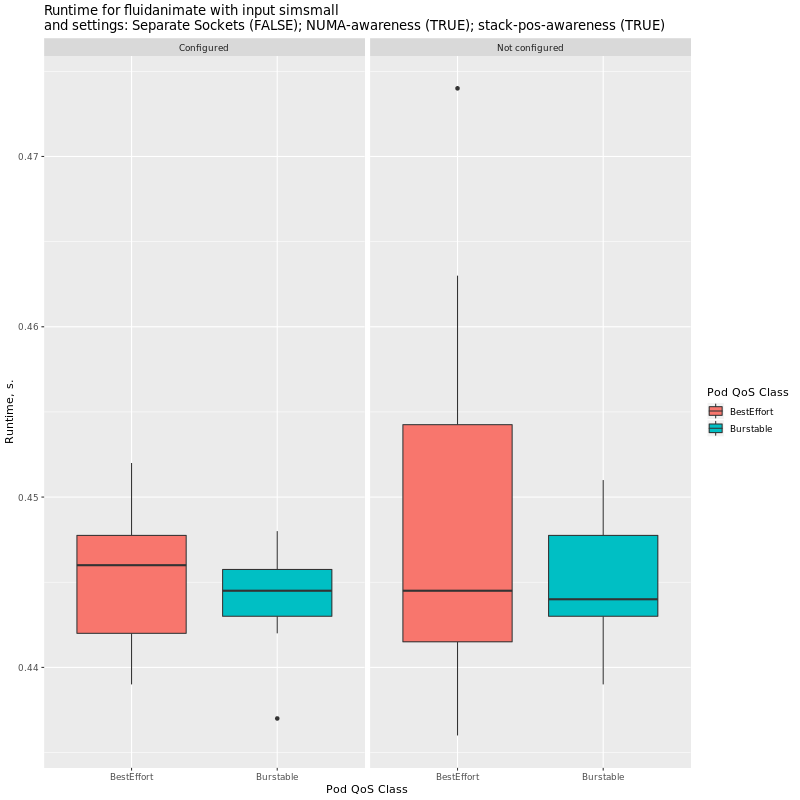 Runtime for fluidanimate with input simsmall
and settings: Separate Sockets (FALSE); NUMA-awareness (TRUE); stack-pos-awareness (TRUE)
Configured
Not configured
0.47
0.46
0.45
0.44
Runtime, s.
BestEffort
Burstable
BestEffort
Burstable
Pod QoS Class
Pod QoS Class
BestEffort
Burstable